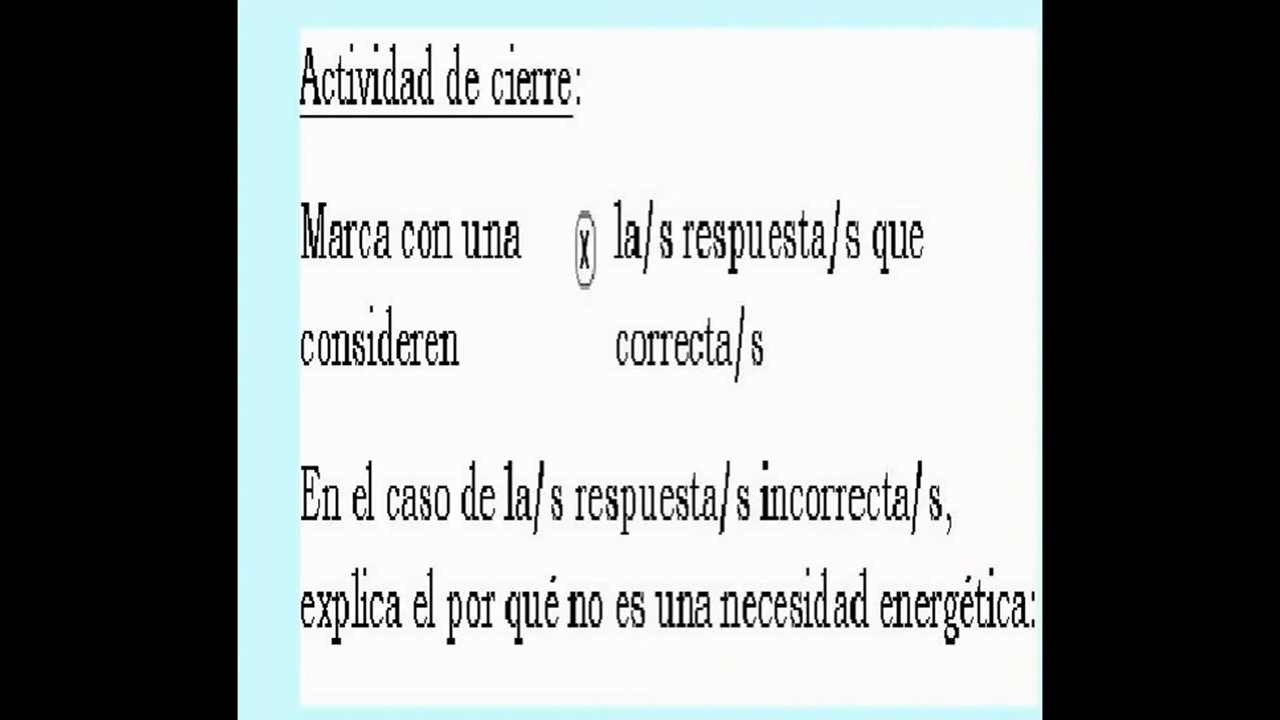 Actividad de cierre:
Marca con una x la/s respuesta/s que
consideren correcta/s
En el caso de la/s respuesta/s incorrecta/s,
explica el por qué no es una necesidad energética: